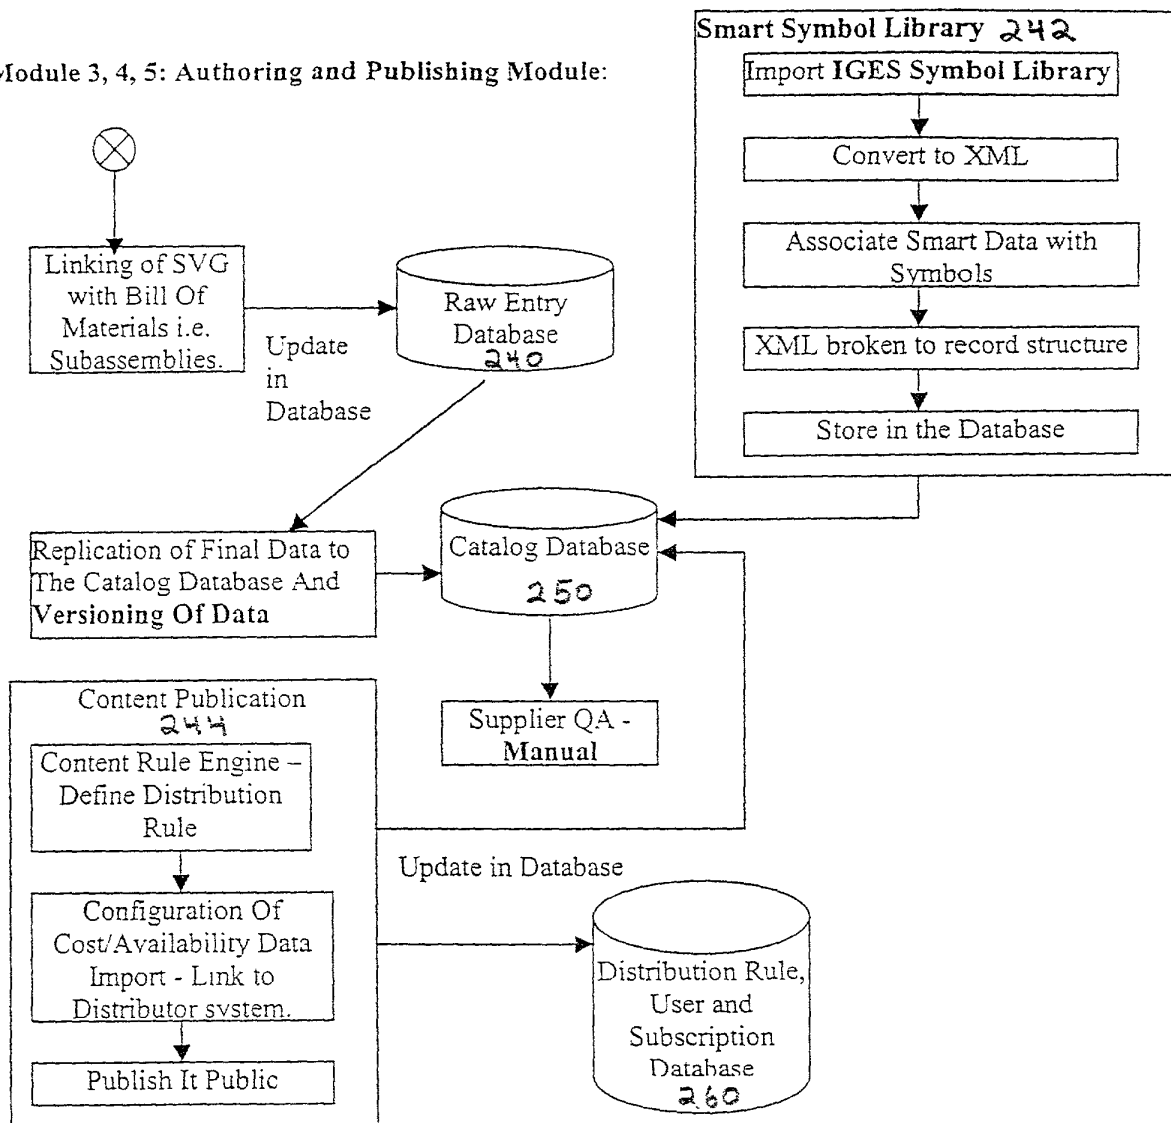 Smart Symbol Library 242
Module 3, 4, 5: Authoring and Publishing Module:
Import IGES Symbol Library
Convert to XML
Associate Smart Data with
Symbols
XML broken to record structure
Store in the Database
Linking of SVG
with Bill Of
Materials i.e.
Subassemblies.
Update
in
Database
Raw Entry
Database
240
Replication of Final Data to
The Catalog Database And
Versioning Of Data
Catalog Database
250
Supplier QA -
Manual
Content Publication
244
Content Rule Engine –
Define Distribution
Rule
Configuration Of
Cost/Availability Data
Import - Link to
Distributor system.
Publish It Public
Update in Database
Distribution Rule,
User and
Subscription
Database
260